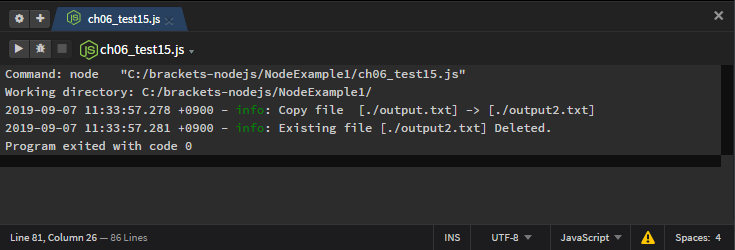 ch06_test15.js
ch06_test15.js
Command: node   "C:/brackets-nodejs/NodeExample1/ch06_test15.js"
Working directory: C:/brackets-nodejs/NodeExample1/
2019-09-07 11:33:57.278 +0900 - info: Copy file  [./output.txt] -> [./output2.txt]
2019-09-07 11:33:57.281 +0900 - info: Existing file [./output2.txt] Deleted.
Program exited with code 0
Line 81, Column 26 — 86 Lines INS UTF-8 JavaScript Spaces: 4